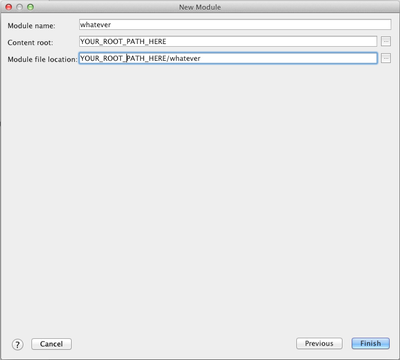 New Module
Module name: whatever
Content root: YOUR_ROOT_PATH_HERE
Module file location: YOUR_ROOT_PATH_HERE/whatever
? Cancel Previous Finish